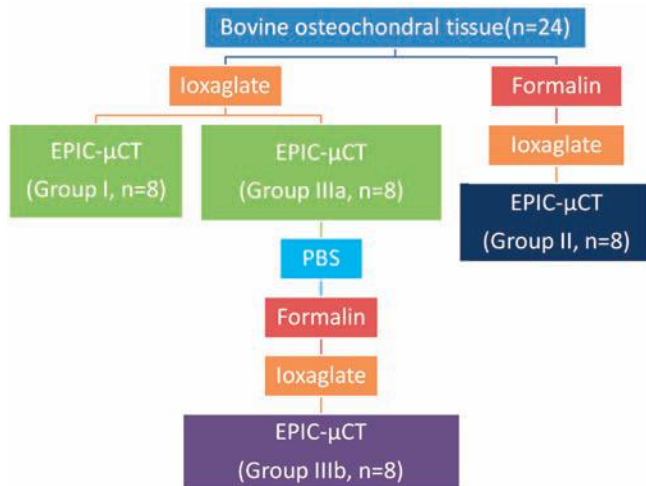 Bovine osteochondral tissue(n=24)
Ioxaglate
Formalin
EPIC-μCT
(Group I, n=8)
EPIC-μCT
(Group IIIa, n=8)
Ioxaglate
EPIC-μCT
(Group II, n=8)
PBS
Formalin
Ioxaglate
EPIC-μCT
(Group IIIb, n=8)